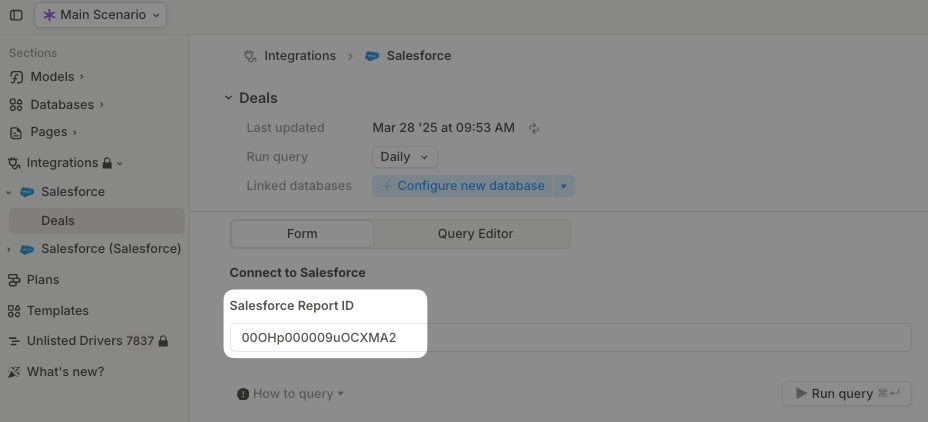 Main Scenario
Sections
Models
Databases
Pages
Integrations
Salesforce
Deals
Salesforce (Salesforce)
Plans
Templates
Unlisted Drivers 7837
What's new?
Integrations > Salesforce
Deals
Last updated Mar 28 '25 at 09:53 AM
Run query Daily
Linked databases + Configure new database
Form Query Editor
Connect to Salesforce
Salesforce Report ID
00OHp000009uOCXMA2
How to query Run query ⌘↵